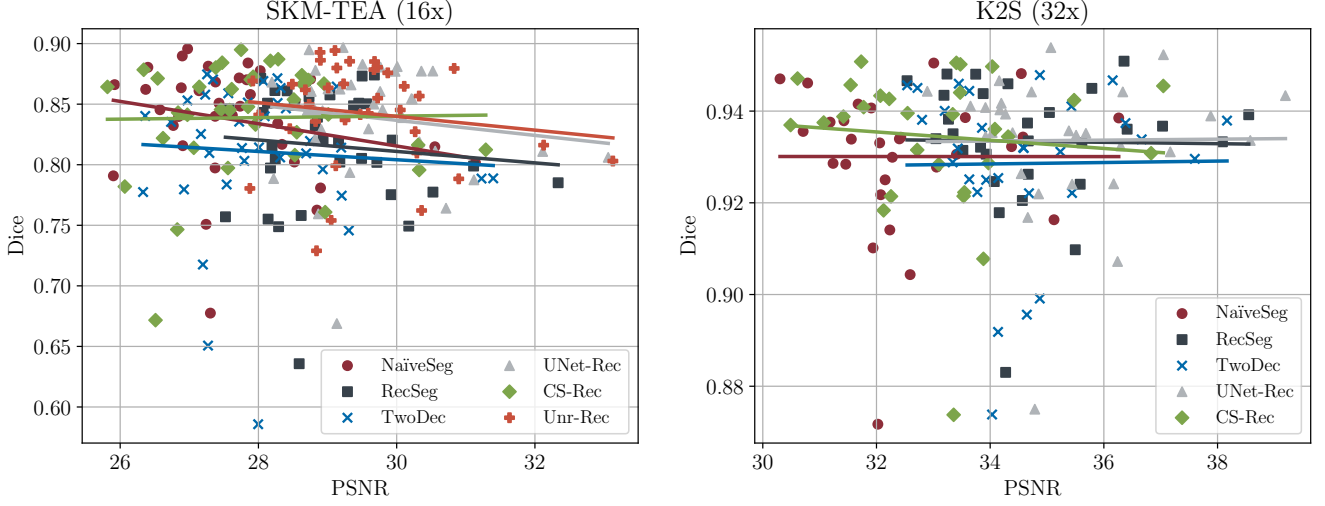 SKM-TEA (16x)
0.90
0.85
0.80
0.75
0.70
0.65
0.60
Dice
26
28
30
32
PSNR
NaïveSeg
RecSeg
TwoDec
UNet-Rec
CS-Rec
Unr-Rec
K2S (32x)
0.94
0.92
0.90
0.88
Dice
30
32
34
36
38
PSNR
NaïveSeg
RecSeg
TwoDec
UNet-Rec
CS-Rec